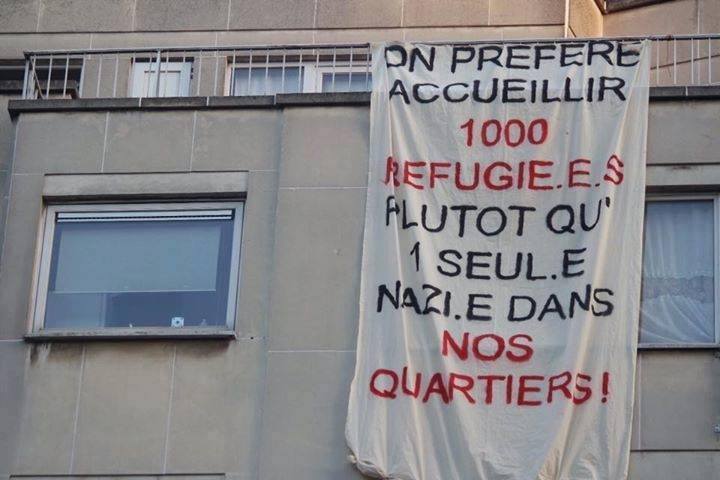 ON PREFERE
ACCUEILLIR
1000
REFUGIE.E.S
PLUTOT QU'
1 SEUL.E
NAZI.E DANS
NOS
QUARTIERS!